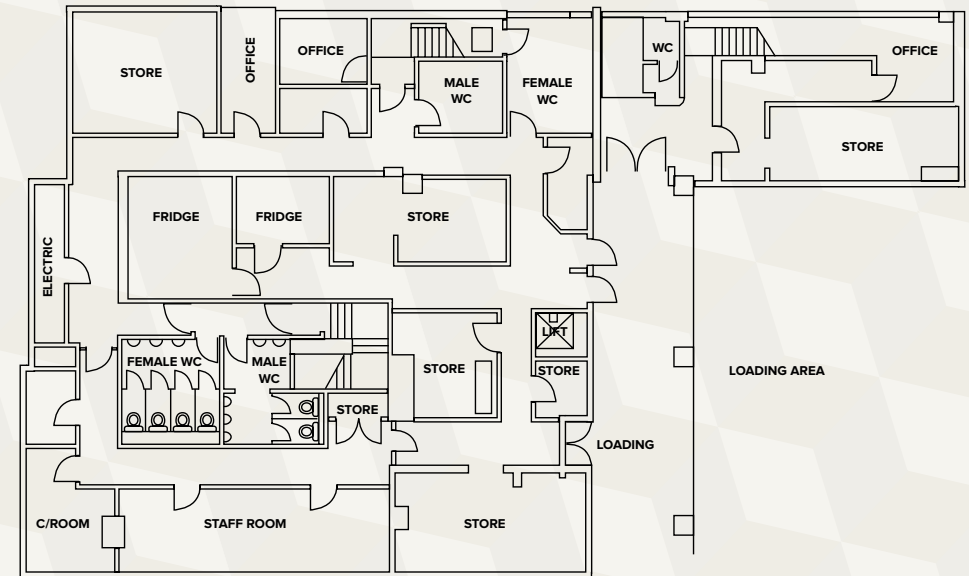 STORE
OFFICE
OFFICE
MALE
WC
FEMALE
WC
WC
OFFICE
STORE
FRIDGE
FRIDGE
STORE
ELECTRIC
LIFT
FEMALE WC
MALE
WC
STORE
STORE
STORE
LOADING AREA
LOADING
C/ROOM
STAFF ROOM
STORE